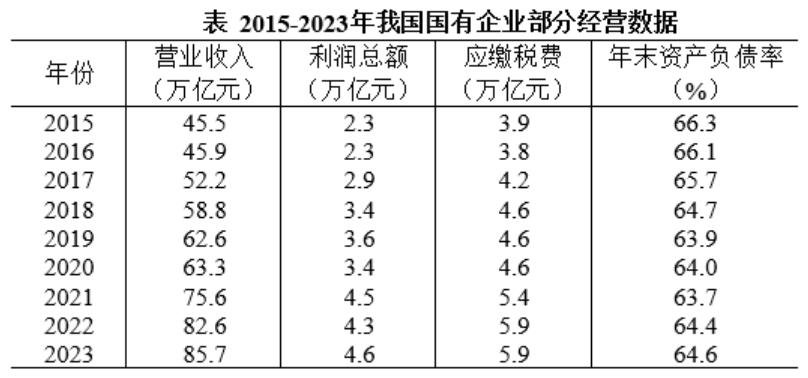 表 2015-2023年我国国有企业部分经营数据
年份 营业收入（万亿元） 利润总额（万亿元） 应缴税费（万亿元） 年末资产负债率（%）
2015 45.5 2.3 3.9 66.3
2016 45.9 2.3 3.8 66.1
2017 52.2 2.9 4.2 65.7
2018 58.8 3.4 4.6 64.7
2019 62.6 3.6 4.6 63.9
2020 63.3 3.4 4.6 64.0
2021 75.6 4.5 5.4 63.7
2022 82.6 4.3 5.9 64.4
2023 85.7 4.6 5.9 64.6